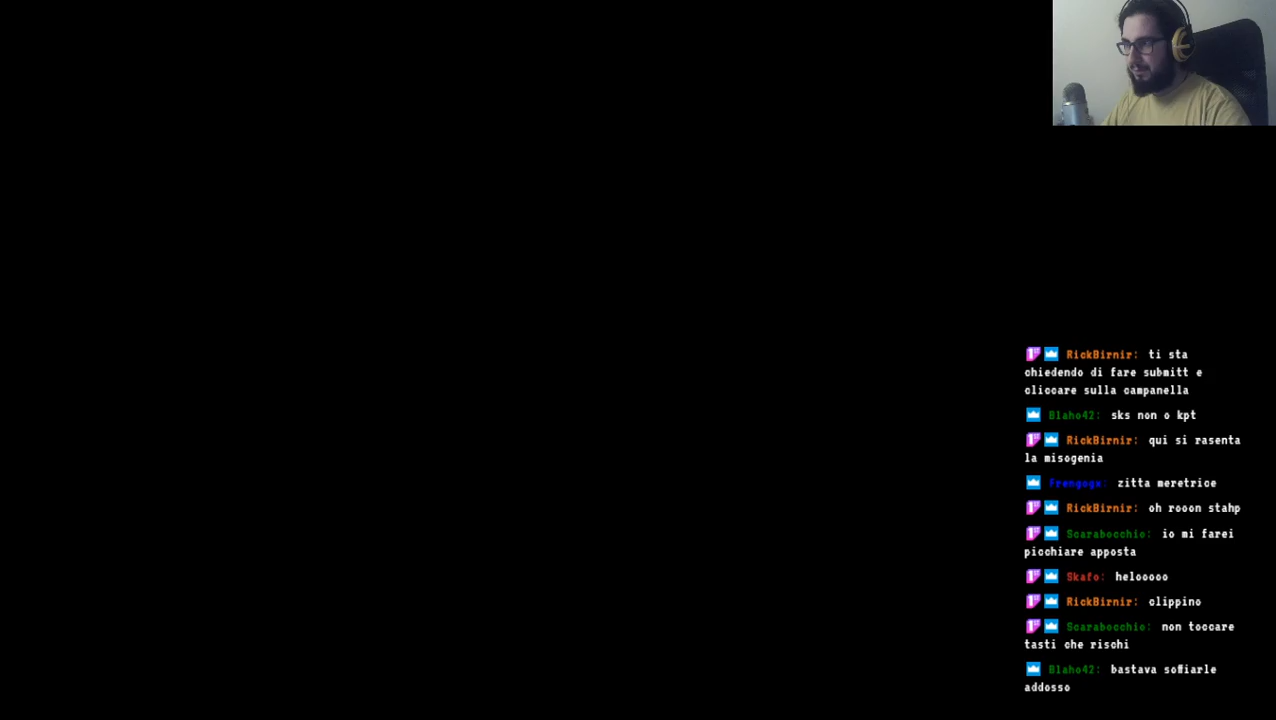 RickBirnir: ti sta
chiedendo di fare submitt e
cliccare sulla campanella
Blaho42: sks non o kpt
RickBirnir: qui si rasenta
la misogenia
Frengogx: zitta meretrice
RickBirnir: oh rooon stahp
Scarabocchio: io mi farei
picchiare apposta
Skafo: helooooo
RickBirnir: clippino
Scarabocchio: non toccare
tasti che rischi
Blaho42: bastava soffiarle
addosso